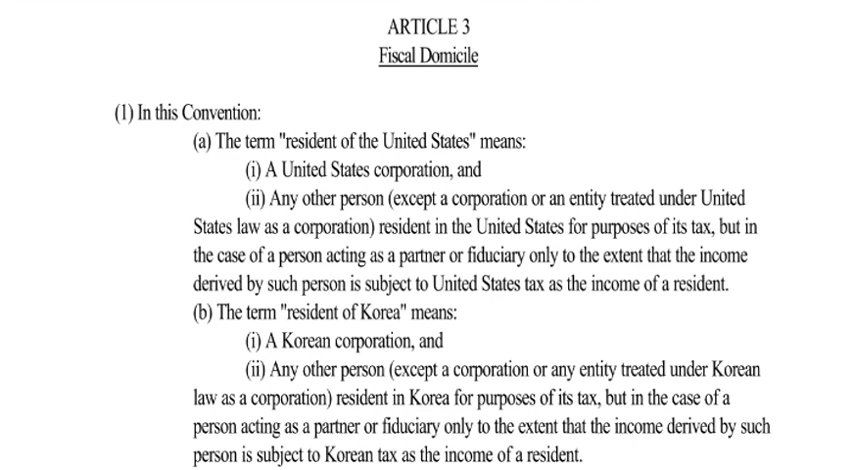 ARTICLE 3
Fiscal Domicile
(1) In this Convention:
(a) The term "resident of the United States" means:
(i) A United States corporation, and
(ii) Any other person (except a corporation or an entity treated under United
States law as a corporation) resident in the United States for purposes of its tax, but in
the case of a person acting as a partner or fiduciary only to the extent that the income
derived by such person is subject to United States tax as the income of a resident.
(b) The term "resident of Korea" means:
(i) A Korean corporation, and
(ii) Any other person (except a corporation or any entity treated under Korean
law as a corporation) resident in Korea for purposes of its tax, but in the case of a
person acting as a partner or fiduciary only to the extent that the income derived by such
person is subject to Korean tax as the income of a resident.